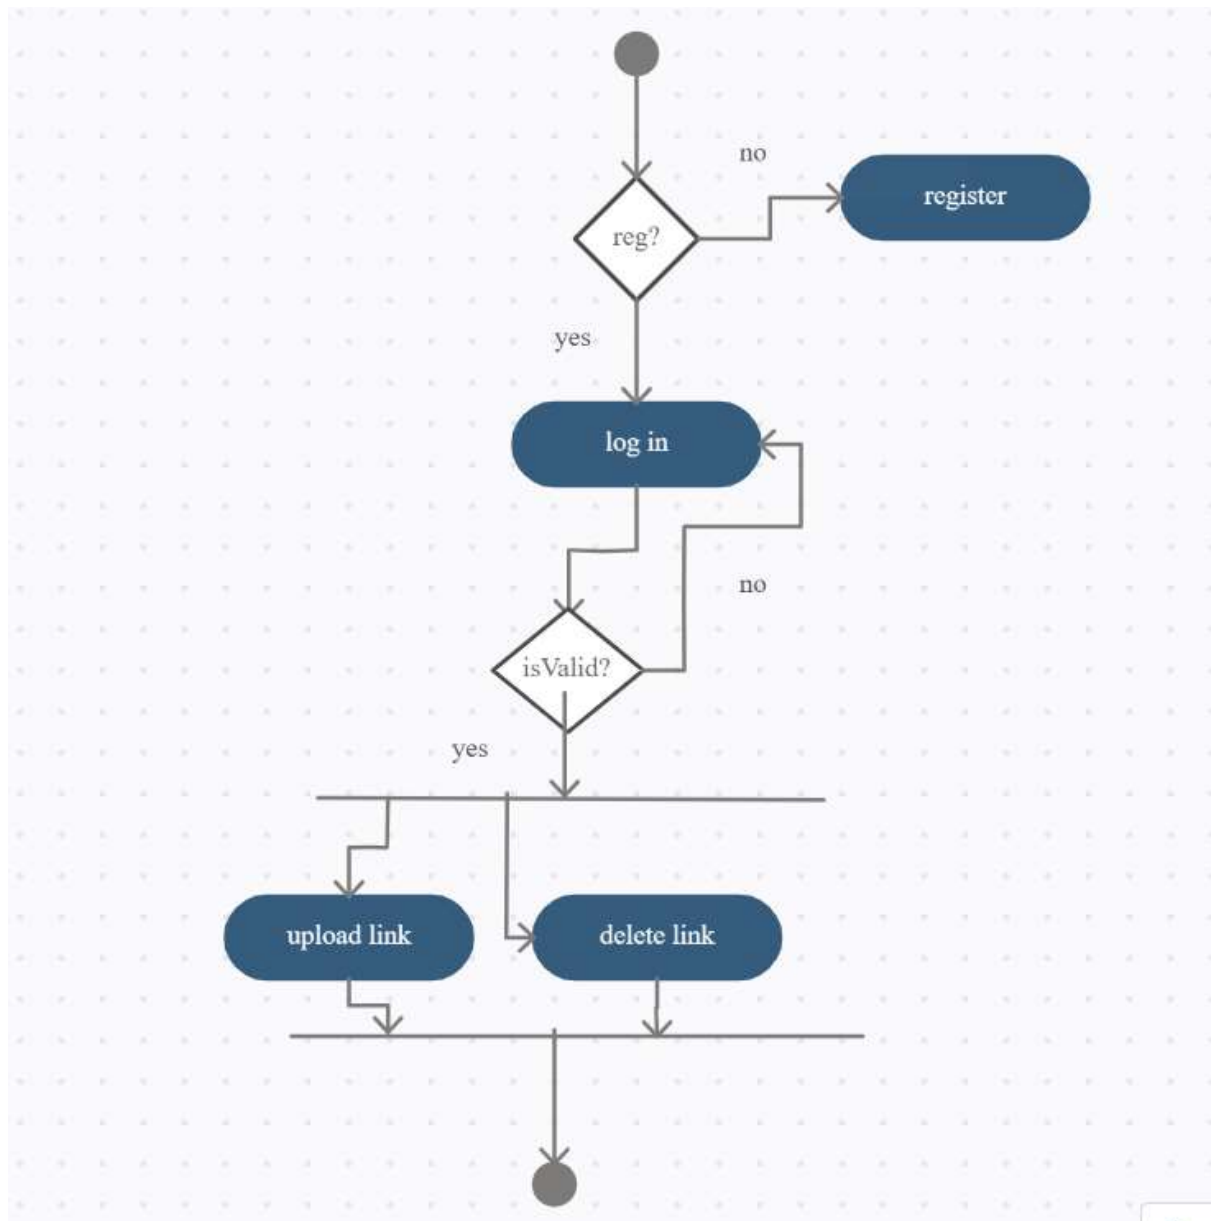 no
register
reg?
yes
log in
no
isValid?
yes
upload link
delete link